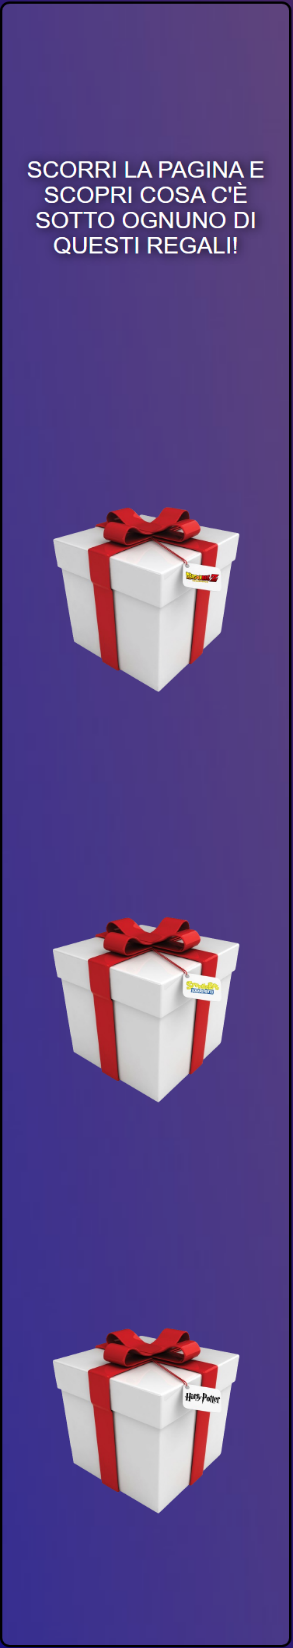 SCORRI LA PAGINA E
SCOPRI COSA C'È
SOTTO OGNUNO DI
QUESTI REGALI!
Harry Potter